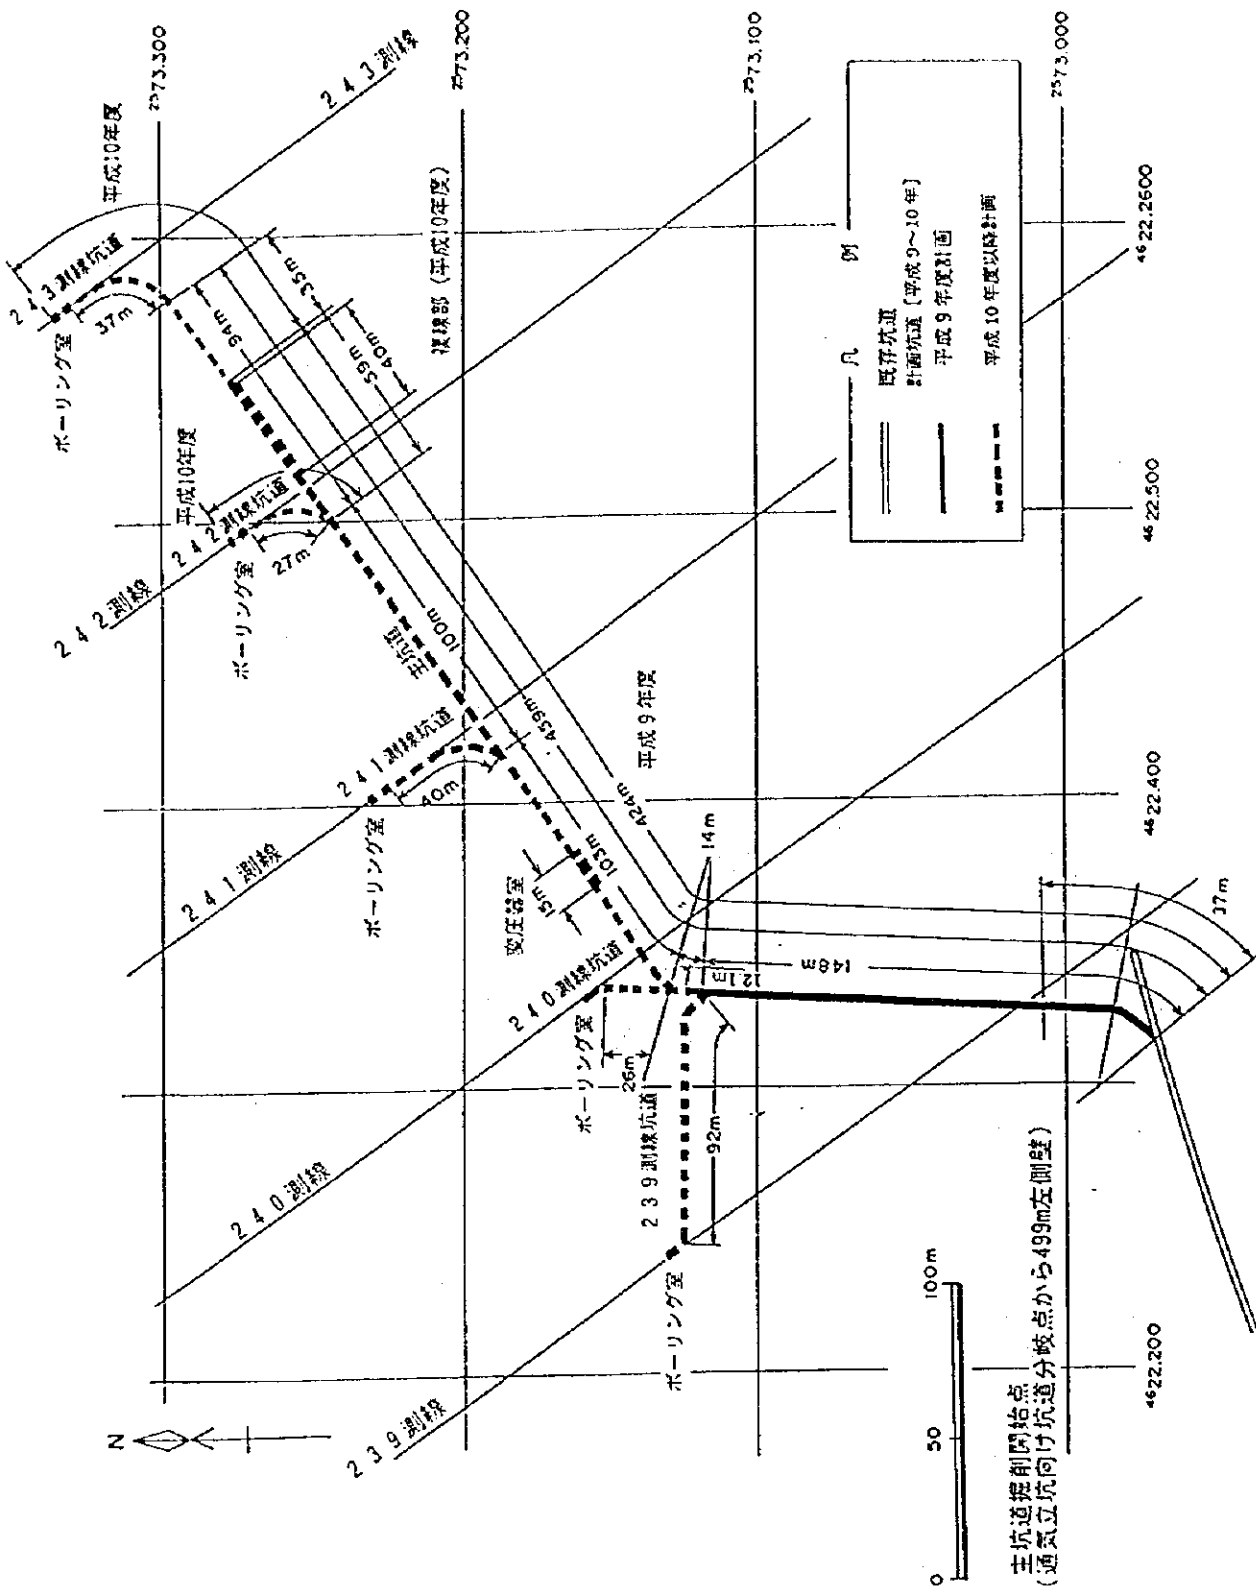 N
²⁵73.300
²⁵73.200
²⁵73.100
²⁵73.000
⁴⁶22.200
⁴⁶22.400
⁴⁶22.500
⁴⁶22.2600
239測線
240測線
241測線
242測線
243測線
239測線坑道
240測線坑道
241測線坑道
242測線坑道
243測線坑道
ボーリング室
ボーリング室
ボーリング室
ボーリング室
ボーリング室
変圧器室
主坑道
平成9年度
平成10年度
平成10年度
複線部(平成10年度)
37m
27m
40m
15m
26m
92m
94m
35m
59m
40m
100m
459m
424m
103m
14m
12.1m
148m
37m
凡例
既存坑道
計画坑道[平成9~10年]
平成9年度計画
平成10年度以降計画
0
50
100m
主坑道掘削開始点
(通気立坑向け坑道分岐点から499m左側壁)